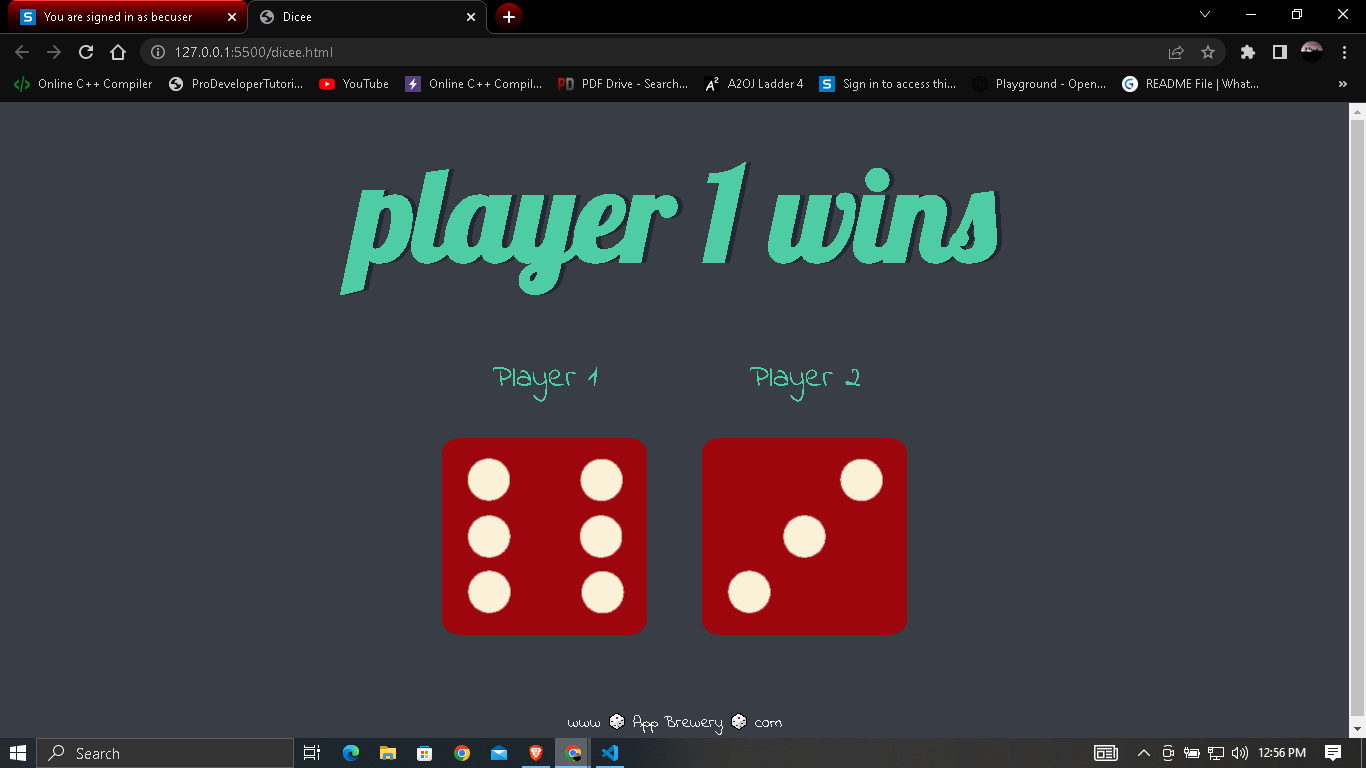 You are signed in as becuser
Dicee
127.0.0.1:5500/dicee.html
Online C++ Compiler
ProDeveloperTutori...
YouTube
Online C++ Compil...
PDF Drive - Search...
A2OJ Ladder 4
Sign in to access thi...
Playground - Open...
README File | What...
player 1 wins
Player 1
Player 2
www 🎲 App Brewery 🎲 com
Search
12:56 PM